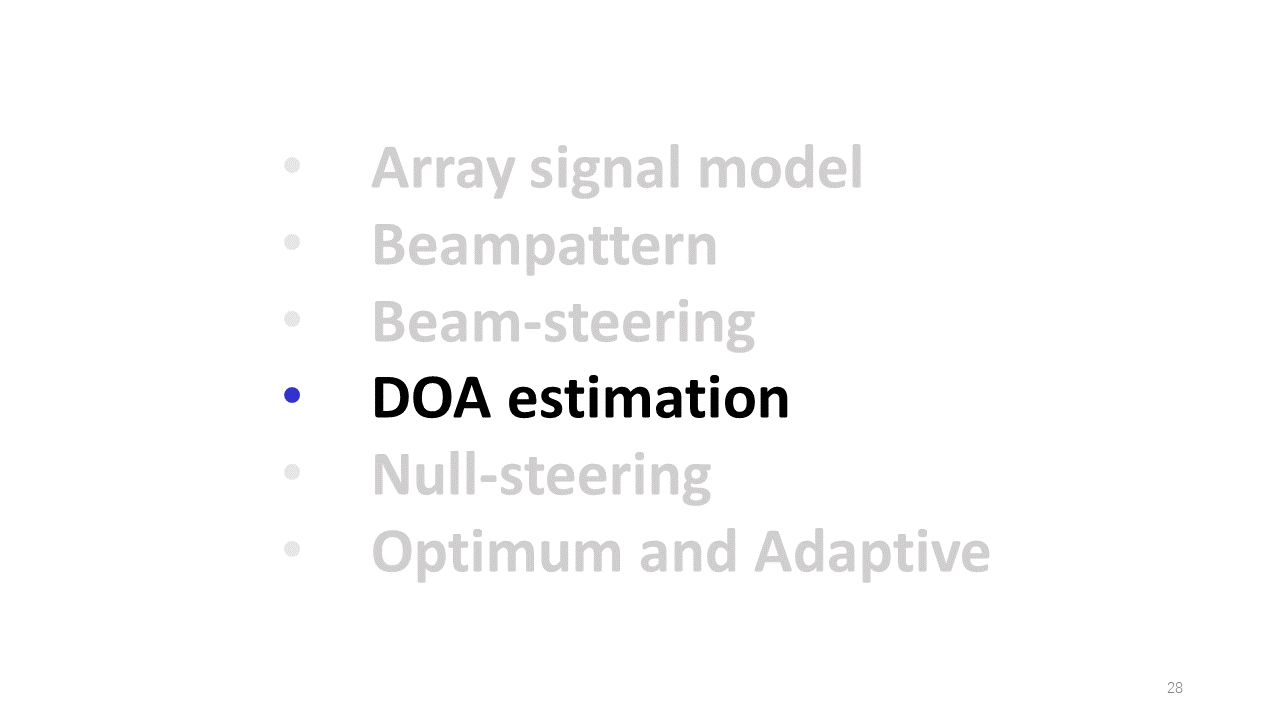 • Array signal model
• Beampattern
• Beam-steering
• DOA estimation
• Null-steering
• Optimum and Adaptive
28